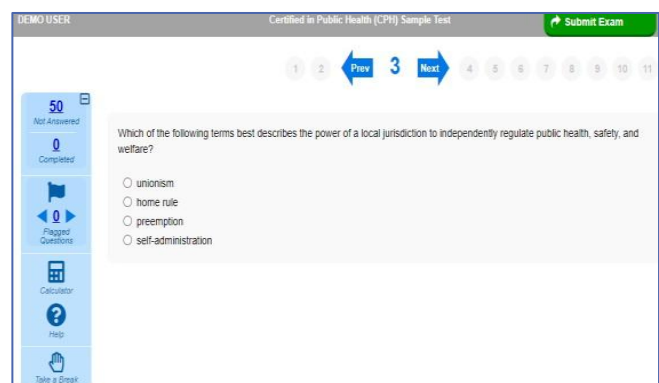 DEMO USER
Certified in Public Health (CPH) Sample Test
Submit Exam
1 2 Prev 3 Next 4 5 6 7 8 9 10 11
50
Not Answered
0
Completed
0
Flagged
Questions
Calculator
Help
Take a Break
Which of the following terms best describes the power of a local jurisdiction to independently regulate public health, safety, and
welfare?
unionism
home rule
preemption
self-administration